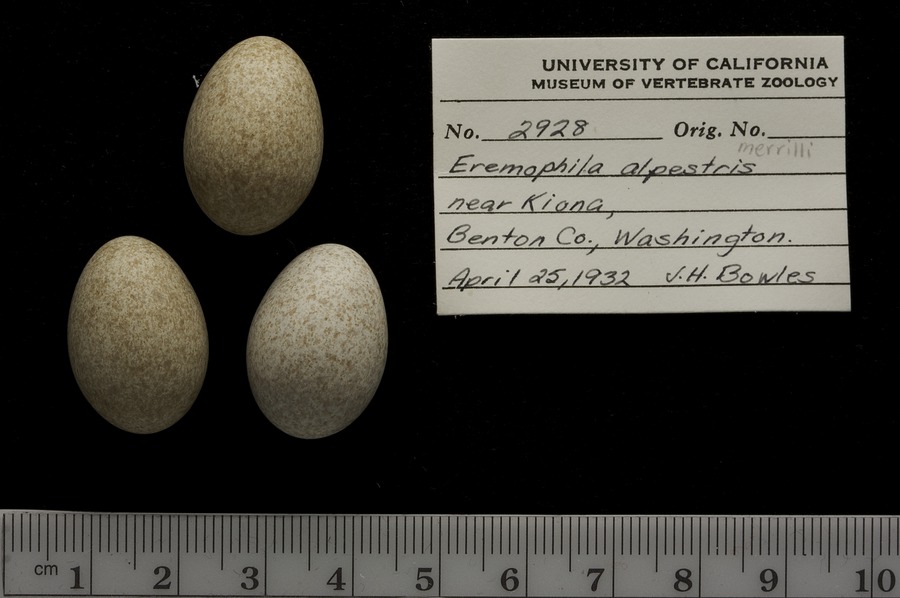 UNIVERSITY OF CALIFORNIA
MUSEUM OF VERTEBRATE ZOOLOGY
No. 2928 Orig. No.
merrilli
Eremophila alpestris
near Kiona,
Benton Co., Washington.
April 25, 1932 J.H. Bowles
cm 1 2 3 4 5 6 7 8 9 10